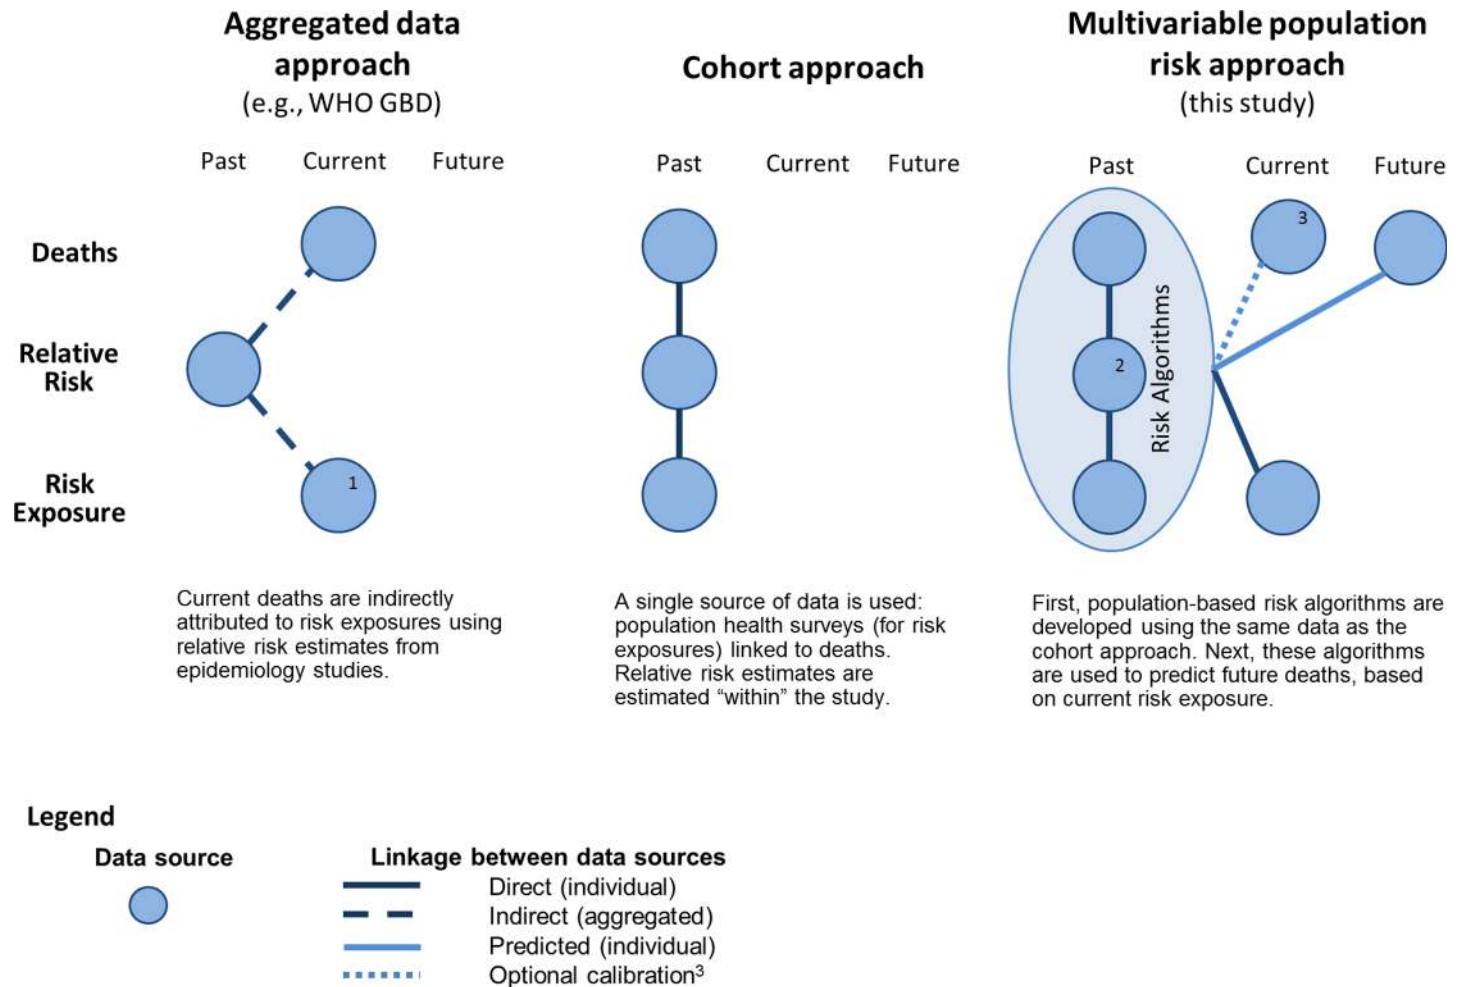 Aggregated data
approach
(e.g., WHO GBD)
Cohort approach
Multivariable population
risk approach
(this study)
Past Current Future
Past Current Future
Past Current Future
Deaths
3
Relative
Risk
2
Risk Algorithms
Risk
Exposure
1
Current deaths are indirectly
attributed to risk exposures using
relative risk estimates from
epidemiology studies.
A single source of data is used:
population health surveys (for risk
exposures) linked to deaths.
Relative risk estimates are
estimated “within” the study.
First, population-based risk algorithms are
developed using the same data as the
cohort approach. Next, these algorithms
are used to predict future deaths, based
on current risk exposure.
Legend
Data source
Linkage between data sources
Direct (individual)
Indirect (aggregated)
Predicted (individual)
Optional calibration³